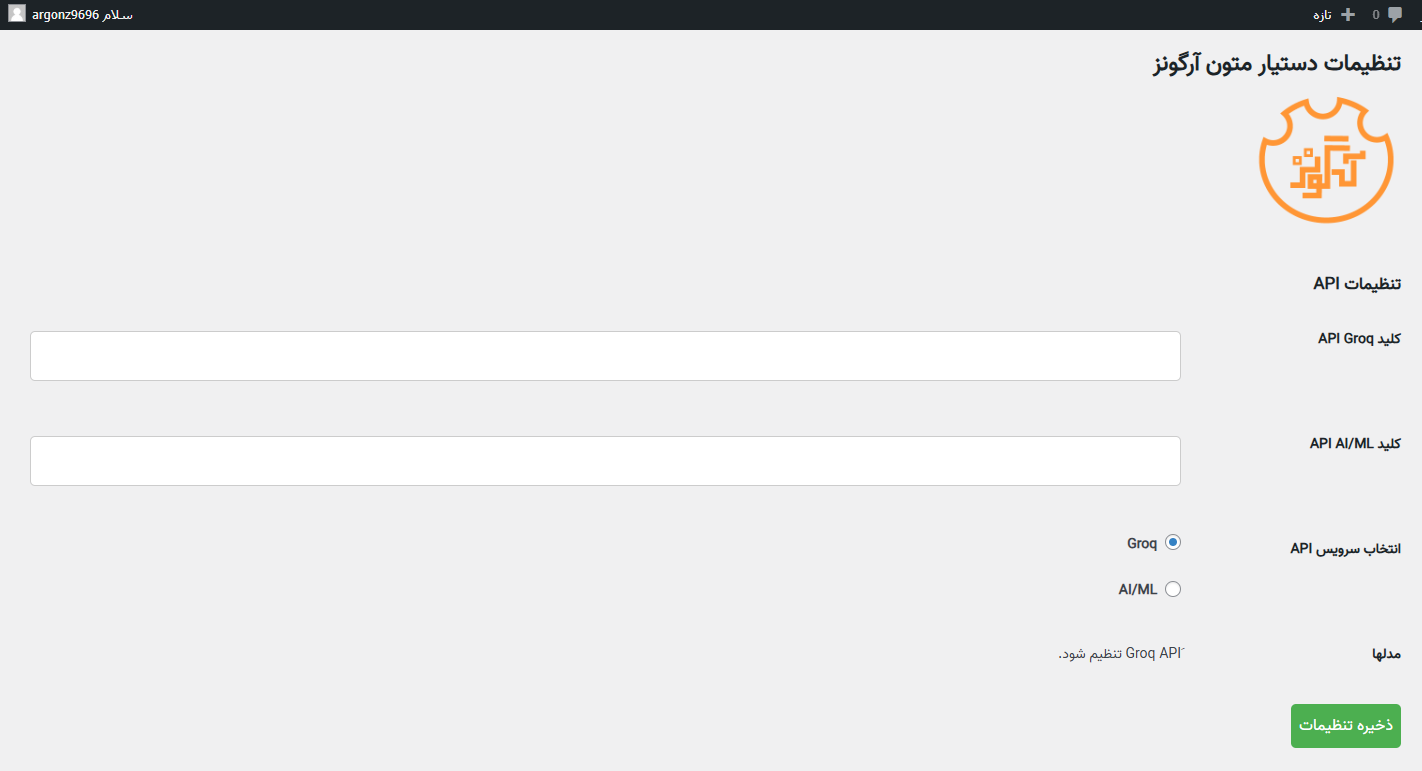 تازه
0
سلام argonz9696
تنظیمات دستیار متون آرگونز
آرگونز
تنظیمات API
کلید API Groq
کلید API AI/ML
انتخاب سرویس API
Groq
AI/ML
مدلها
Groq API تنظیم شود.
ذخیره تنظیمات